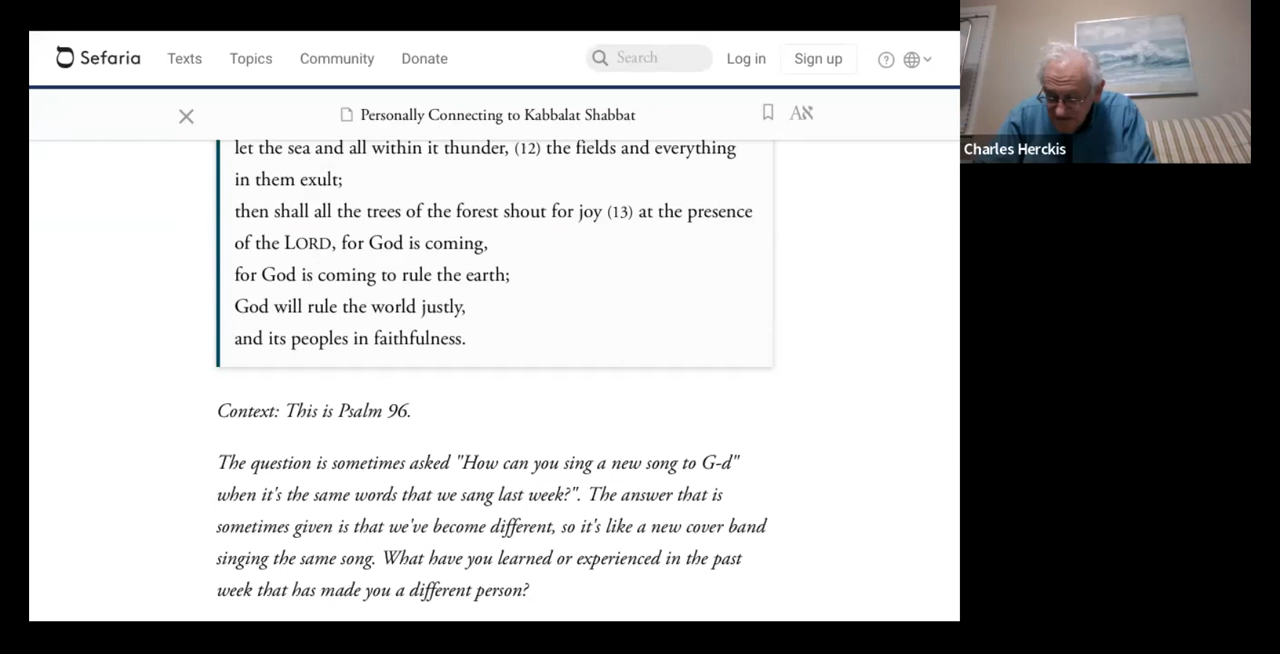 Sefaria Texts Topics Community Donate Search Log in Sign up
Personally Connecting to Kabbalat Shabbat Aא
let the sea and all within it thunder, (12) the fields and everything
in them exult;
then shall all the trees of the forest shout for joy (13) at the presence
of the LORD, for God is coming,
for God is coming to rule the earth;
God will rule the world justly,
and its peoples in faithfulness.
Context: This is Psalm 96.
The question is sometimes asked "How can you sing a new song to G-d"
when it's the same words that we sang last week?". The answer that is
sometimes given is that we've become different, so it's like a new cover band
singing the same song. What have you learned or experienced in the past
week that has made you a different person?
Charles Herckis